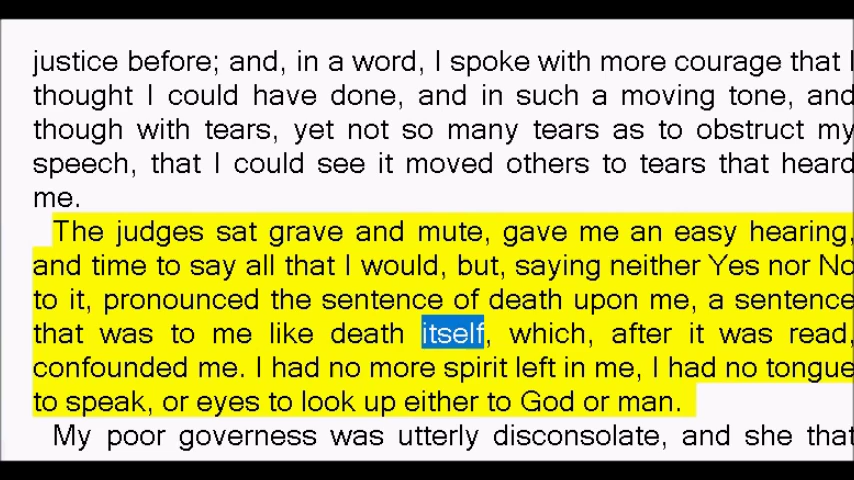 justice before; and, in a word, I spoke with more courage that I
thought I could have done, and in such a moving tone, and
though with tears, yet not so many tears as to obstruct my
speech, that I could see it moved others to tears that heard
me.
The judges sat grave and mute, gave me an easy hearing,
and time to say all that I would, but, saying neither Yes nor No
to it, pronounced the sentence of death upon me, a sentence
that was to me like death itself, which, after it was read,
confounded me. I had no more spirit left in me, I had no tongue
to speak, or eyes to look up either to God or man.
My poor governess was utterly disconsolate, and she that